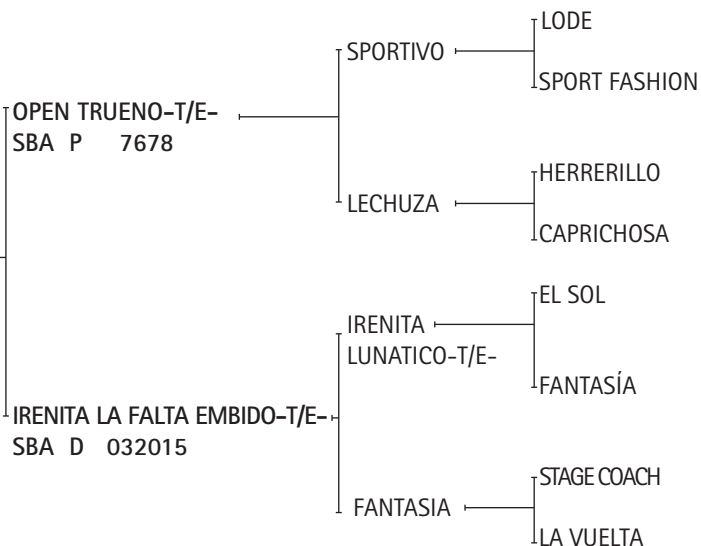 LODE
SPORTIVO
SPORT FASHION
OPEN TRUENO-T/E-
SBA P 7678
HERRERILLO
LECHUZA
CAPRICHOSA
EL SOL
IRENITA
LUNATICO-T/E-
FANTASÍA
IRENITA LA FALTA EMBIDO-T/E-
SBA D 032015
STAGE COACH
FANTASIA
LA VUELTA